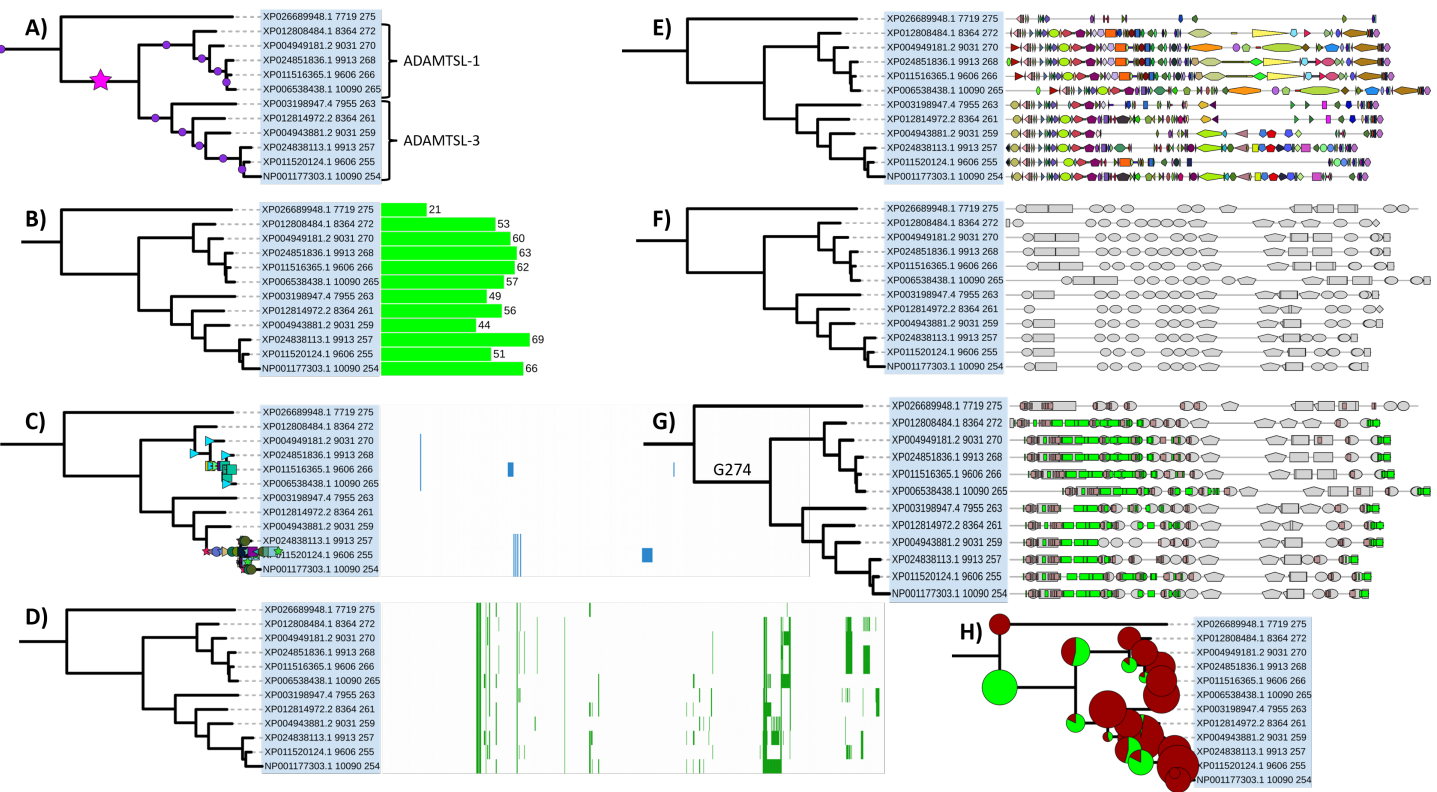 A)
XP026689948.1 7719 275
XP012808484.1 8364 272
XP004949181.2 9031 270
XP024851836.1 9913 268
XP011516365.1 9606 266
XP006538438.1 10090 265
XP003198947.4 7955 263
XP012814972.2 8364 261
XP004943881.2 9031 259
XP024838113.1 9913 257
XP011520124.1 9606 255
NP001177303.1 10090 254
ADAMTSL-1
ADAMTSL-3
E)
XP026689948.1 7719 275
XP012808484.1 8364 272
XP004949181.2 9031 270
XP024851836.1 9913 268
XP011516365.1 9606 266
XP006538438.1 10090 265
XP003198947.4 7955 263
XP012814972.2 8364 261
XP004943881.2 9031 259
XP024838113.1 9913 257
XP011520124.1 9606 255
NP001177303.1 10090 254
B)
XP026689948.1 7719 275 21
XP012808484.1 8364 272 53
XP004949181.2 9031 270 60
XP024851836.1 9913 268 63
XP011516365.1 9606 266 62
XP006538438.1 10090 265 57
XP003198947.4 7955 263 49
XP012814972.2 8364 261 56
XP004943881.2 9031 259 44
XP024838113.1 9913 257 69
XP011520124.1 9606 255 51
NP001177303.1 10090 254 66
F)
XP026689948.1 7719 275
XP012808484.1 8364 272
XP004949181.2 9031 270
XP024851836.1 9913 268
XP011516365.1 9606 266
XP006538438.1 10090 265
XP003198947.4 7955 263
XP012814972.2 8364 261
XP004943881.2 9031 259
XP024838113.1 9913 257
XP011520124.1 9606 255
NP001177303.1 10090 254
C)
XP026689948.1 7719 275
XP012808484.1 8364 272
XP004949181.2 9031 270
XP024851836.1 9913 268
XP011516365.1 9606 266
XP006538438.1 10090 265
XP003198947.4 7955 263
XP012814972.2 8364 261
XP004943881.2 9031 259
XP024838113.1 9913 257
9606 255
NP001177303.1 10090 254
G)
G274
XP026689948.1 7719 275
XP012808484.1 8364 272
XP004949181.2 9031 270
XP024851836.1 9913 268
XP011516365.1 9606 266
XP006538438.1 10090 265
XP003198947.4 7955 263
XP012814972.2 8364 261
XP004943881.2 9031 259
XP024838113.1 9913 257
XP011520124.1 9606 255
NP001177303.1 10090 254
D)
XP026689948.1 7719 275
XP012808484.1 8364 272
XP004949181.2 9031 270
XP024851836.1 9913 268
XP011516365.1 9606 266
XP006538438.1 10090 265
XP003198947.4 7955 263
XP012814972.2 8364 261
XP004943881.2 9031 259
XP024838113.1 9913 257
XP011520124.1 9606 255
NP001177303.1 10090 254
H)
XP026689948.1 7719 275
XP012808484.1 8364 272
XP004949181.2 9031 270
XP024851836.1 9913 268
XP011516365.1 9606 266
XP006538438.1 10090 265
XP003198947.4 7955 263
XP012814972.2 8364 261
XP004943881.2 9031 259
XP024838113.1 9913 257
XP011520124.1 9606 255
NP001177303.1 10090 254